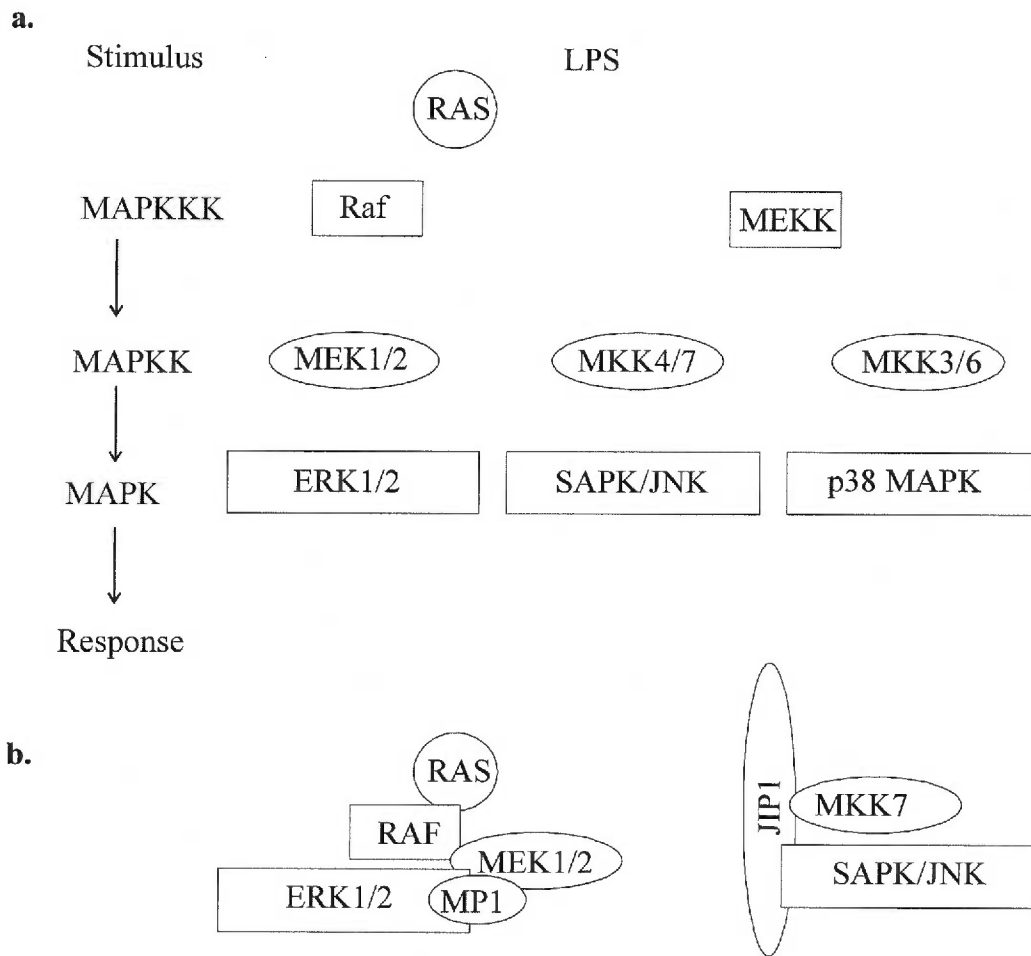 a.
Stimulus LPS
RAS
MAPKKK Raf MEKK
MAPKK MEK1/2 MKK4/7 MKK3/6
MAPK ERK1/2 SAPK/JNK p38 MAPK
Response
b.
RAS
RAF
MEK1/2
ERK1/2 MP1
JIP1
MKK7
SAPK/JNK